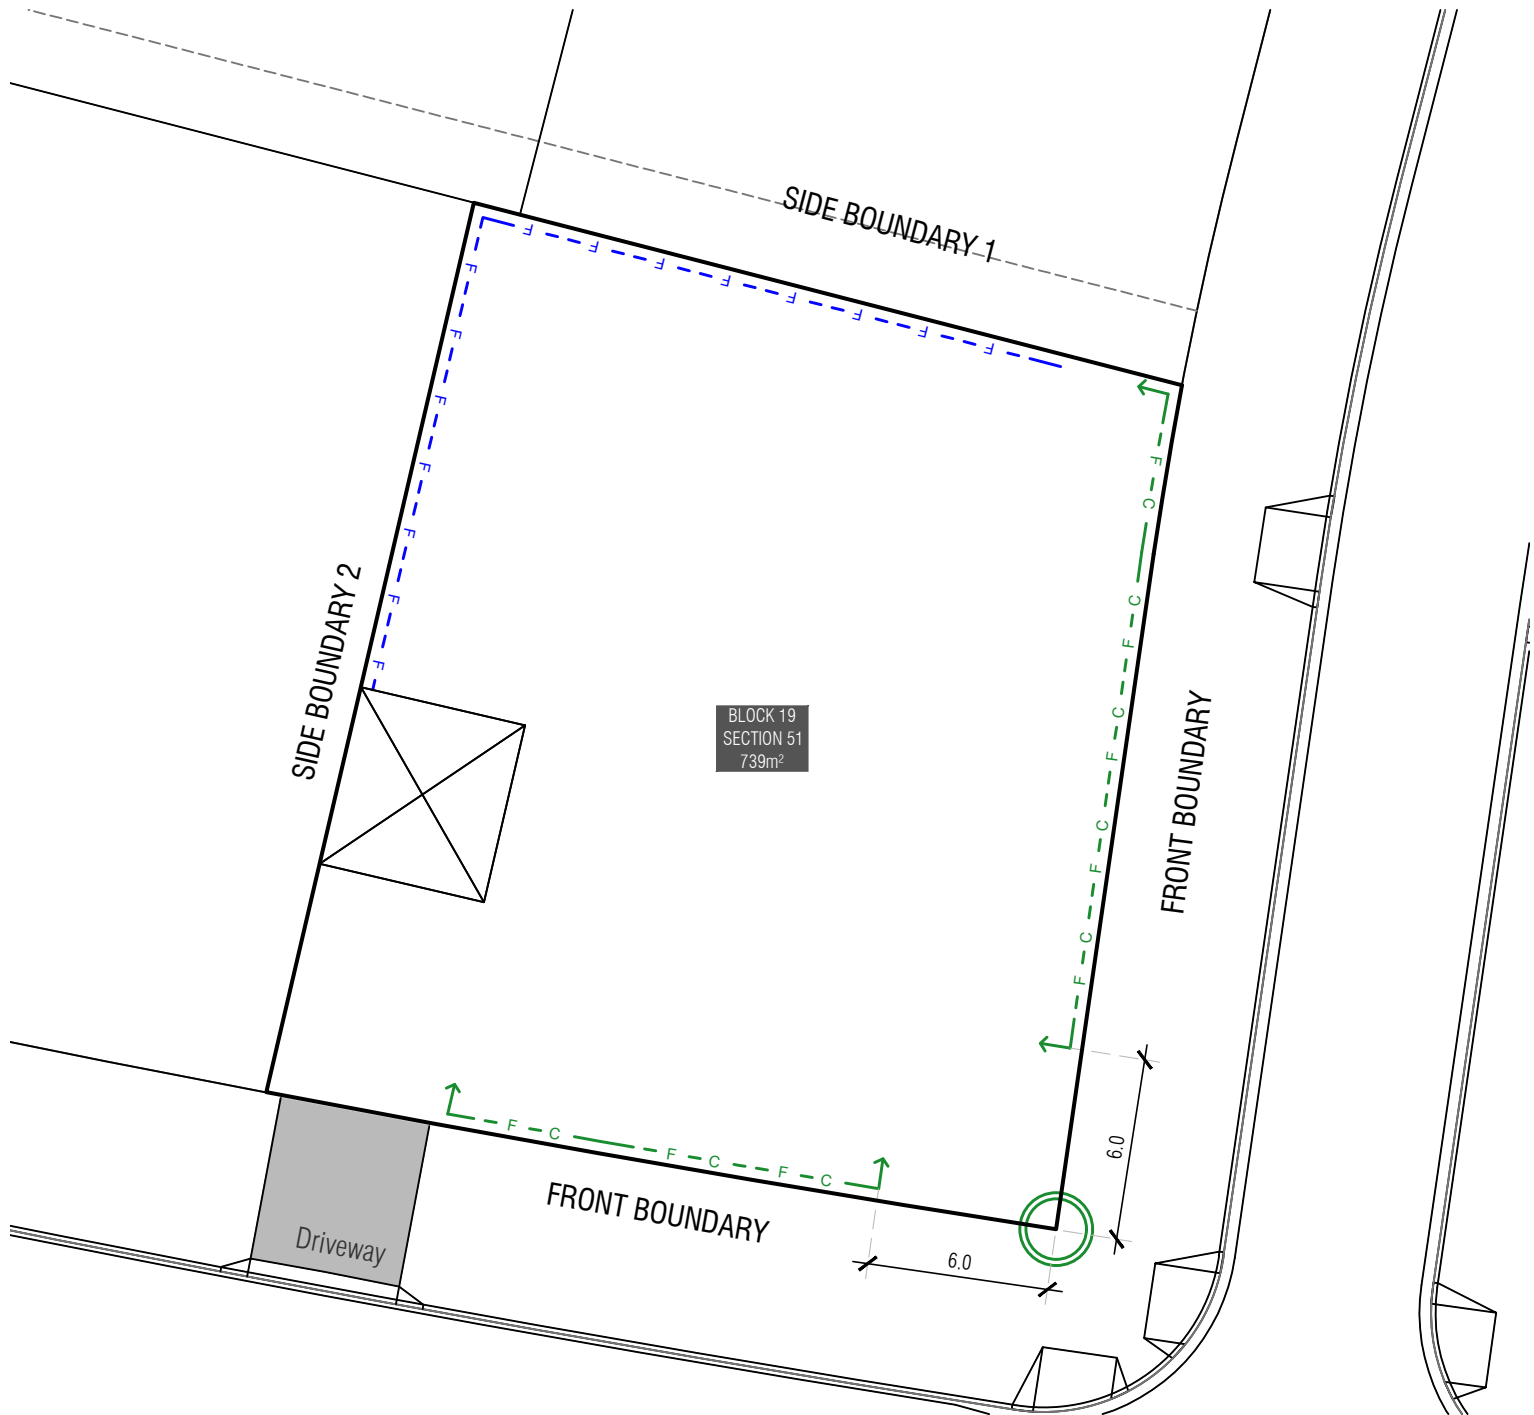 SIDE BOUNDARY 1
F F F F F F F F
F F F F F F F
SIDE BOUNDARY 2
F C C F C F C F C F
BLOCK 19
SECTION 51
739m²
FRONT BOUNDARY
6.0
F C F C F C
FRONT BOUNDARY
6.0
Driveway